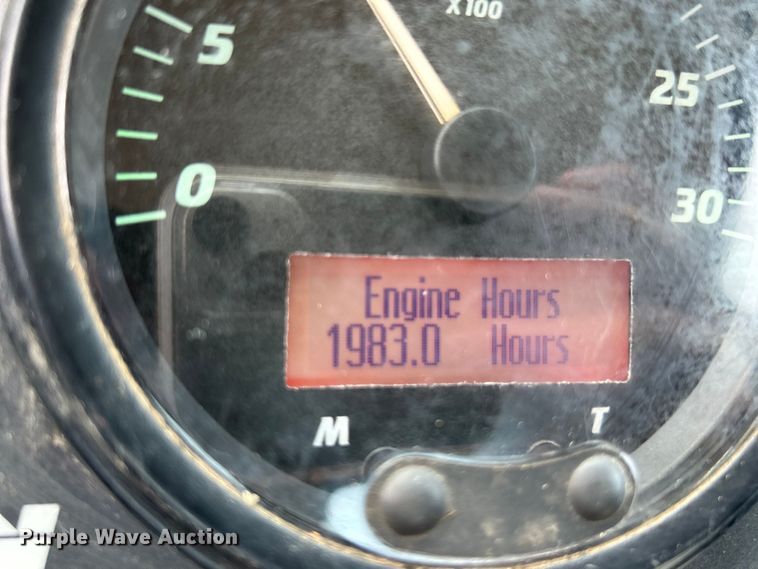 X100
5
25
0
30
Engine Hours
1983.0 Hours
M T
Purple Wave Auction